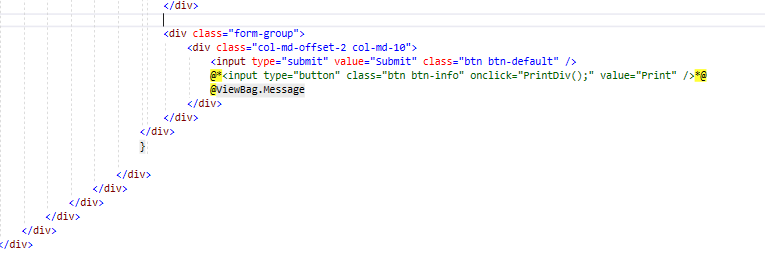 </div>
<div class="form-group">
<div class="col-md-offset-2 col-md-10">
<input type="submit" value="Submit" class="btn btn-default" />
@*<input type="button" class="btn btn-info" onclick="PrintDiv();" value="Print" />*@
@ViewBag.Message
</div>
</div>
</div>
}
</div>
</div>
</div>
</div>
</div>
</div>